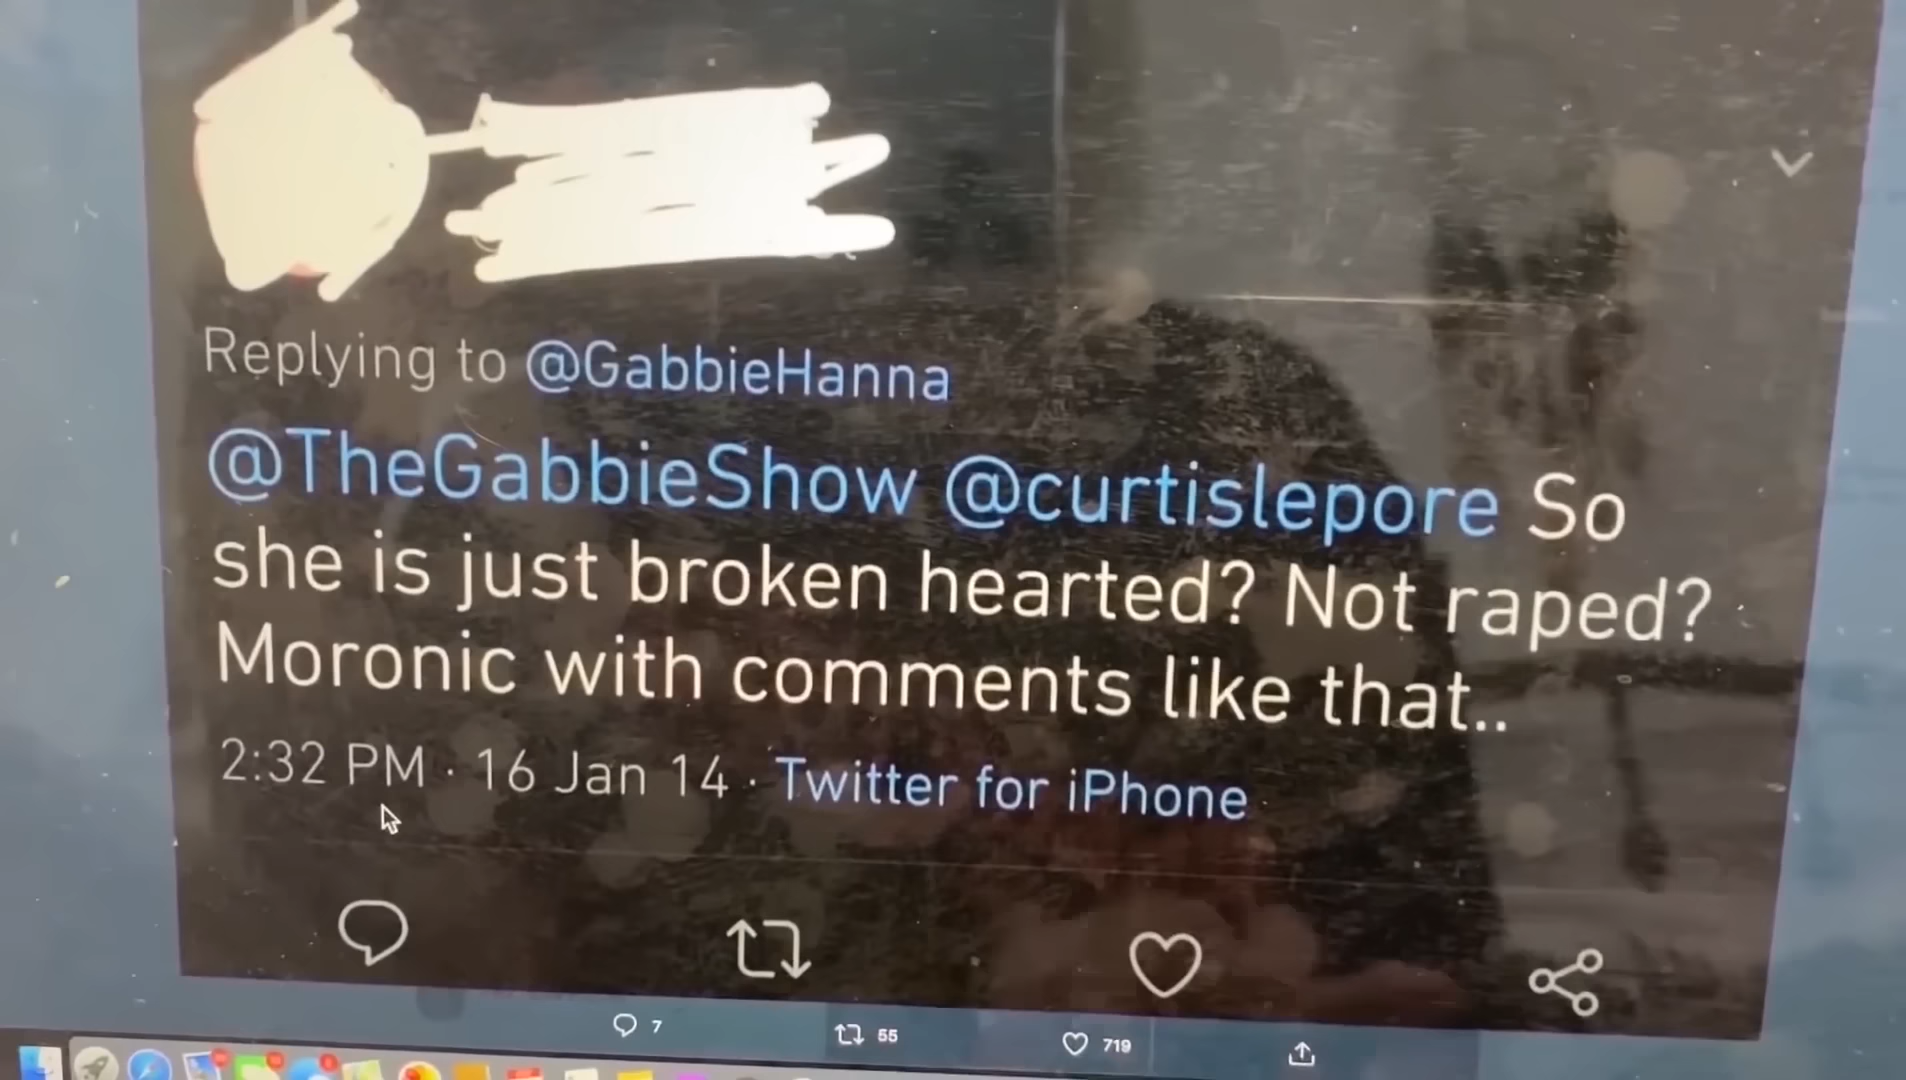 Replying to @GabbieHanna
@TheGabbieShow @curtislepore So
she is just broken hearted? Not raped?
Moronic with comments like that..
2:32 PM · 16 Jan 14 · Twitter for iPhone
7 55 719